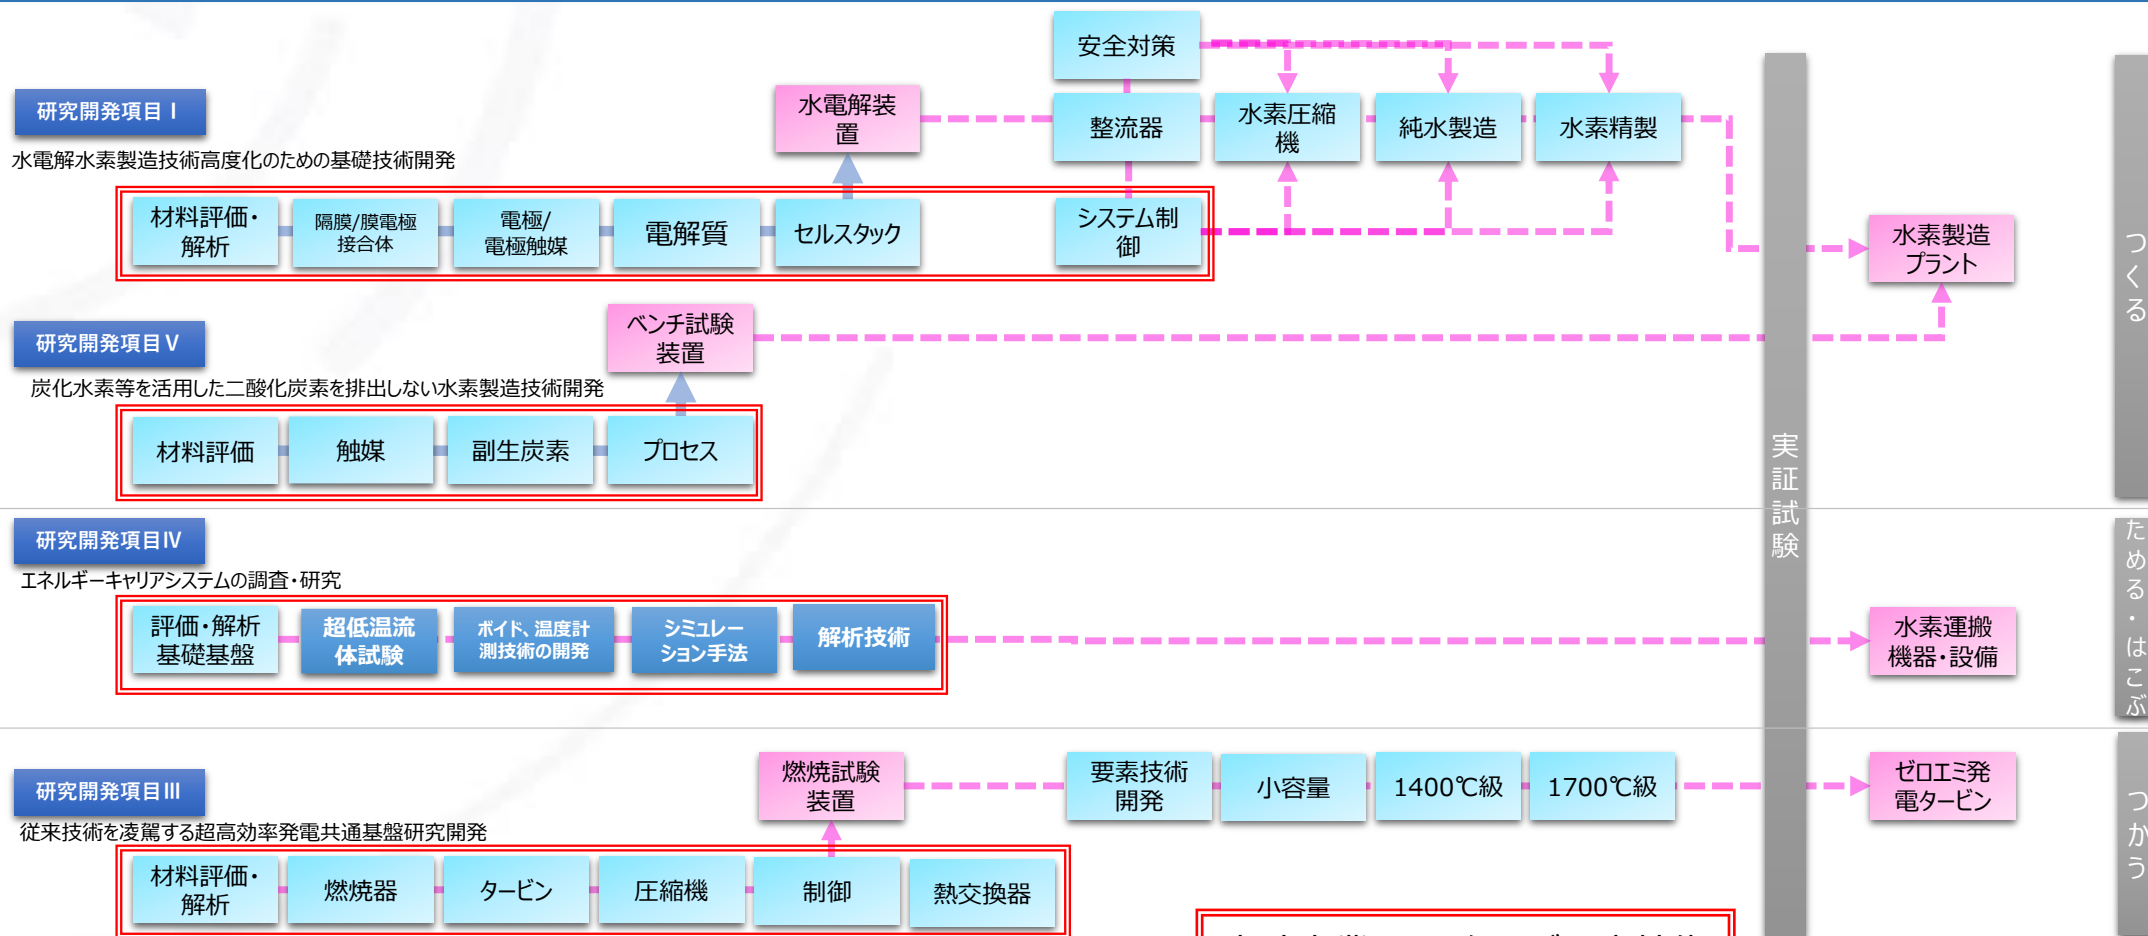 安全対策
研究開発項目Ⅰ
水電解装
置
整流器
水素圧縮
機
純水製造
水素精製
水電解水素製造技術高度化のための基礎技術開発
材料評価・
解析
隔膜/膜電極
接合体
電極/
電極触媒
電解質
セルスタック
システム制
御
水素製造
プラント
つくる
研究開発項目Ⅴ
ベンチ試験
装置
炭化水素等を活用した二酸化炭素を排出しない水素製造技術開発
材料評価
触媒
副生炭素
プロセス
実証試験
研究開発項目Ⅳ
エネルギーキャリアシステムの調査・研究
評価・解析
基礎基盤
超低温流
体試験
ボイド、温度計
測技術の開発
シミュレー
ション手法
解析技術
水素運搬
機器・設備
ためる・はこぶ
研究開発項目Ⅲ
燃焼試験
装置
要素技術
開発
小容量
1400℃級
1700℃級
ゼロエミ発
電タービン
つかう
従来技術を凌駕する超高効率発電共通基盤研究開発
材料評価・
解析
燃焼器
タービン
圧縮機
制御
熱交換器